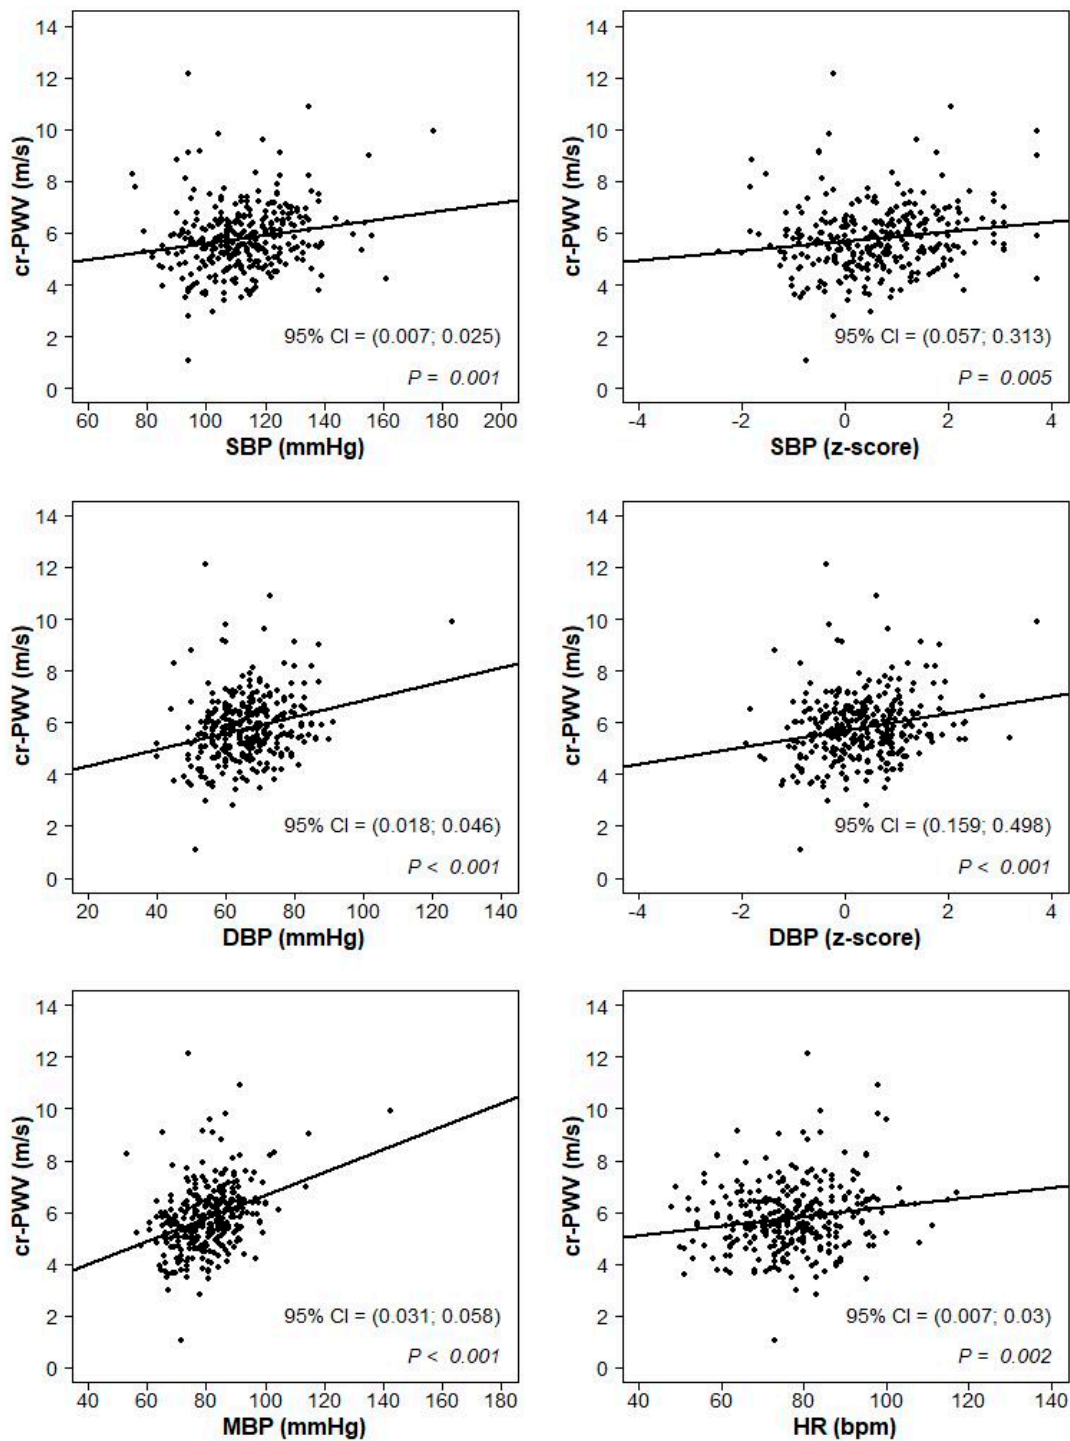 14
12
10
8
6
4
2
0
cr-PWV (m/s)
95% CI = (0.007; 0.025)
P = 0.001
60 80 100 120 140 160 180 200
SBP (mmHg)
14
12
10
8
6
4
2
0
cr-PWV (m/s)
95% CI = (0.057; 0.313)
P = 0.005
-4 -2 0 2 4
SBP (z-score)
14
12
10
8
6
4
2
0
cr-PWV (m/s)
95% CI = (0.018; 0.046)
P < 0.001
20 40 60 80 100 120 140
DBP (mmHg)
14
12
10
8
6
4
2
0
cr-PWV (m/s)
95% CI = (0.159; 0.498)
P < 0.001
-4 -2 0 2 4
DBP (z-score)
14
12
10
8
6
4
2
0
cr-PWV (m/s)
95% CI = (0.031; 0.058)
P < 0.001
40 60 80 100 120 140 160 180
MBP (mmHg)
14
12
10
8
6
4
2
0
cr-PWV (m/s)
95% CI = (0.007; 0.03)
P = 0.002
40 60 80 100 120 140
HR (bpm)